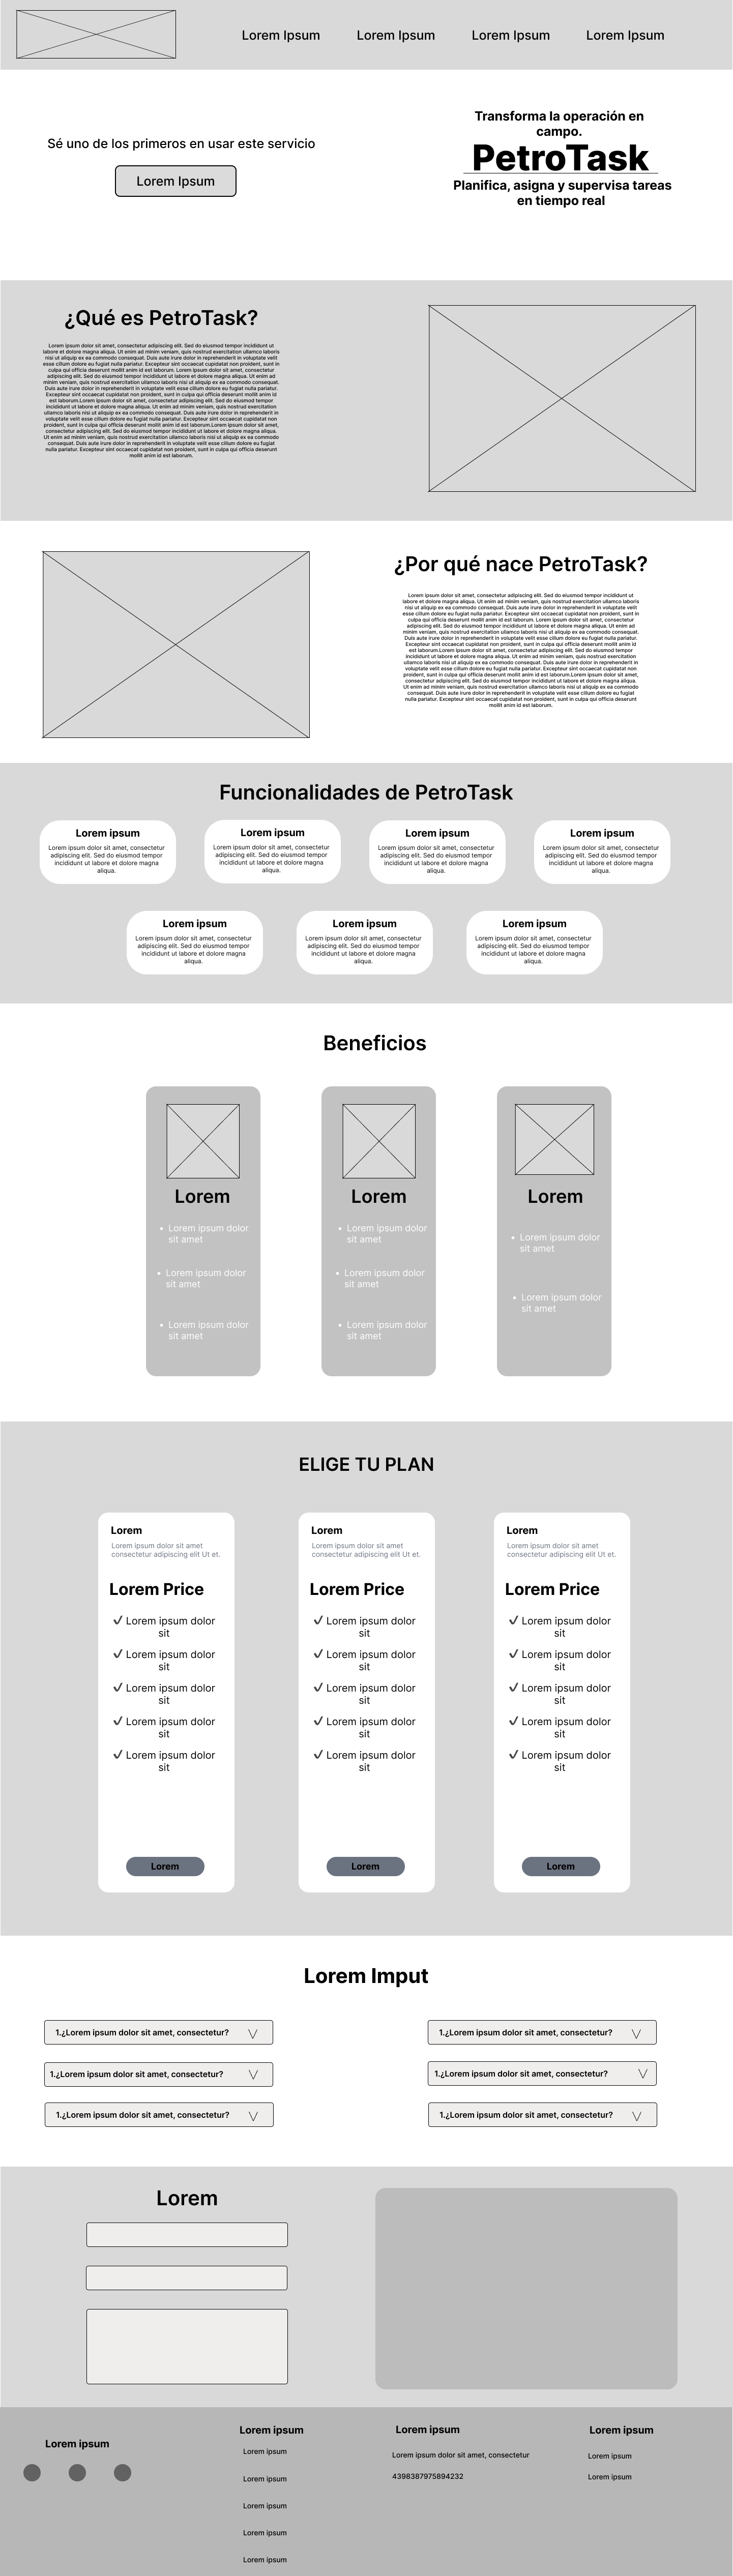 Lorem Ipsum
Lorem Ipsum
Lorem Ipsum
Lorem Ipsum
Sé uno de los primeros en usar este servicio
Lorem Ipsum
Transforma la operación en
campo.
PetroTask
Planifica, asigna y supervisa tareas
en tiempo real
¿Qué es PetroTask?
Lorem ipsum dolor sit amet, consectetur adipiscing elit. Sed do eiusmod tempor incididunt ut
labore et dolore magna aliqua. Ut enim ad minim veniam, quis nostrud exercitation ullamco laboris
nisi ut aliquip ex ea commodo consequat. Duis aute irure dolor in reprehenderit in voluptate velit
esse cillum dolore eu fugiat nulla pariatur. Excepteur sint occaecat cupidatat non proident, sunt in
culpa qui officia deserunt mollit anim id est laborum. Lorem ipsum dolor sit amet, consectetur
adipiscing elit. Sed do eiusmod tempor incididunt ut labore et dolore magna aliqua. Ut enim ad
minim veniam, quis nostrud exercitation ullamco laboris nisi ut aliquip ex ea commodo consequat.
Duis aute irure dolor in reprehenderit in voluptate velit esse cillum dolore eu fugiat nulla pariatur.
Excepteur sint occaecat cupidatat non proident, sunt in culpa qui officia deserunt mollit anim id
est laborum.Lorem ipsum dolor sit amet, consectetur adipiscing elit. Sed do eiusmod tempor
incididunt ut labore et dolore magna aliqua. Ut enim ad minim veniam, quis nostrud exercitation
ullamco laboris nisi ut aliquip ex ea commodo consequat. Duis aute irure dolor in reprehenderit in
voluptate velit esse cillum dolore eu fugiat nulla pariatur. Excepteur sint occaecat cupidatat non
proident, sunt in culpa qui officia deserunt mollit anim id est laborum.Lorem ipsum dolor sit amet,
consectetur adipiscing elit. Sed do eiusmod tempor incididunt ut labore et dolore magna aliqua.
Ut enim ad minim veniam, quis nostrud exercitation ullamco laboris nisi ut aliquip ex ea commodo
consequat. Duis aute irure dolor in reprehenderit in voluptate velit esse cillum dolore eu fugiat
nulla pariatur. Excepteur sint occaecat cupidatat non proident, sunt in culpa qui officia deserunt
mollit anim id est laborum.
¿Por qué nace PetroTask?
Lorem ipsum dolor sit amet, consectetur adipiscing elit. Sed do eiusmod tempor incididunt ut
labore et dolore magna aliqua. Ut enim ad minim veniam, quis nostrud exercitation ullamco laboris
nisi ut aliquip ex ea commodo consequat. Duis aute irure dolor in reprehenderit in voluptate velit
esse cillum dolore eu fugiat nulla pariatur. Excepteur sint occaecat cupidatat non proident, sunt in
culpa qui officia deserunt mollit anim id est laborum. Lorem ipsum dolor sit amet, consectetur
adipiscing elit. Sed do eiusmod tempor incididunt ut labore et dolore magna aliqua. Ut enim ad
minim veniam, quis nostrud exercitation ullamco laboris nisi ut aliquip ex ea commodo consequat.
Duis aute irure dolor in reprehenderit in voluptate velit esse cillum dolore eu fugiat nulla pariatur.
Excepteur sint occaecat cupidatat non proident, sunt in culpa qui officia deserunt mollit anim id
est laborum.Lorem ipsum dolor sit amet, consectetur adipiscing elit. Sed do eiusmod tempor
incididunt ut labore et dolore magna aliqua. Ut enim ad minim veniam, quis nostrud exercitation
ullamco laboris nisi ut aliquip ex ea commodo consequat. Duis aute irure dolor in reprehenderit in
voluptate velit esse cillum dolore eu fugiat nulla pariatur. Excepteur sint occaecat cupidatat non
proident, sunt in culpa qui officia deserunt mollit anim id est laborum.Lorem ipsum dolor sit amet,
consectetur adipiscing elit. Sed do eiusmod tempor incididunt ut labore et dolore magna aliqua.
Ut enim ad minim veniam, quis nostrud exercitation ullamco laboris nisi ut aliquip ex ea commodo
consequat. Duis aute irure dolor in reprehenderit in voluptate velit esse cillum dolore eu fugiat
nulla pariatur. Excepteur sint occaecat cupidatat non proident, sunt in culpa qui officia deserunt
mollit anim id est laborum.
Funcionalidades de PetroTask
Lorem ipsum
Lorem ipsum dolor sit amet, consectetur
adipiscing elit. Sed do eiusmod tempor
incididunt ut labore et dolore magna
aliqua.
Lorem ipsum
Lorem ipsum dolor sit amet, consectetur
adipiscing elit. Sed do eiusmod tempor
incididunt ut labore et dolore magna
aliqua.
Lorem ipsum
Lorem ipsum dolor sit amet, consectetur
adipiscing elit. Sed do eiusmod tempor
incididunt ut labore et dolore magna
aliqua.
Lorem ipsum
Lorem ipsum dolor sit amet, consectetur
adipiscing elit. Sed do eiusmod tempor
incididunt ut labore et dolore magna
aliqua.
Lorem ipsum
Lorem ipsum dolor sit amet, consectetur
adipiscing elit. Sed do eiusmod tempor
incididunt ut labore et dolore magna
aliqua.
Lorem ipsum
Lorem ipsum dolor sit amet, consectetur
adipiscing elit. Sed do eiusmod tempor
incididunt ut labore et dolore magna
aliqua.
Lorem ipsum
Lorem ipsum dolor sit amet, consectetur
adipiscing elit. Sed do eiusmod tempor
incididunt ut labore et dolore magna
aliqua.
Beneficios
Lorem
• Lorem ipsum dolor
sit amet
• Lorem ipsum dolor
sit amet
• Lorem ipsum dolor
sit amet
Lorem
• Lorem ipsum dolor
sit amet
• Lorem ipsum dolor
sit amet
• Lorem ipsum dolor
sit amet
Lorem
• Lorem ipsum dolor
sit amet
• Lorem ipsum dolor
sit amet
ELIGE TU PLAN
Lorem
Lorem ipsum dolor sit amet
consectetur adipiscing elit Ut et.
Lorem Price
✓ Lorem ipsum dolor
sit
✓ Lorem ipsum dolor
sit
✓ Lorem ipsum dolor
sit
✓ Lorem ipsum dolor
sit
✓ Lorem ipsum dolor
sit
Lorem
Lorem
Lorem ipsum dolor sit amet
consectetur adipiscing elit Ut et.
Lorem Price
✓ Lorem ipsum dolor
sit
✓ Lorem ipsum dolor
sit
✓ Lorem ipsum dolor
sit
✓ Lorem ipsum dolor
sit
✓ Lorem ipsum dolor
sit
Lorem
Lorem
Lorem ipsum dolor sit amet
consectetur adipiscing elit Ut et.
Lorem Price
✓ Lorem ipsum dolor
sit
✓ Lorem ipsum dolor
sit
✓ Lorem ipsum dolor
sit
✓ Lorem ipsum dolor
sit
✓ Lorem ipsum dolor
sit
Lorem
Lorem Imput
1.¿Lorem ipsum dolor sit amet, consectetur?
1.¿Lorem ipsum dolor sit amet, consectetur?
1.¿Lorem ipsum dolor sit amet, consectetur?
1.¿Lorem ipsum dolor sit amet, consectetur?
1.¿Lorem ipsum dolor sit amet, consectetur?
1.¿Lorem ipsum dolor sit amet, consectetur?
Lorem
Lorem ipsum
Lorem ipsum
Lorem ipsum
Lorem ipsum
Lorem ipsum
Lorem ipsum
Lorem ipsum
Lorem ipsum
Lorem ipsum dolor sit amet, consectetur
4398387975894232
Lorem ipsum
Lorem ipsum
Lorem ipsum